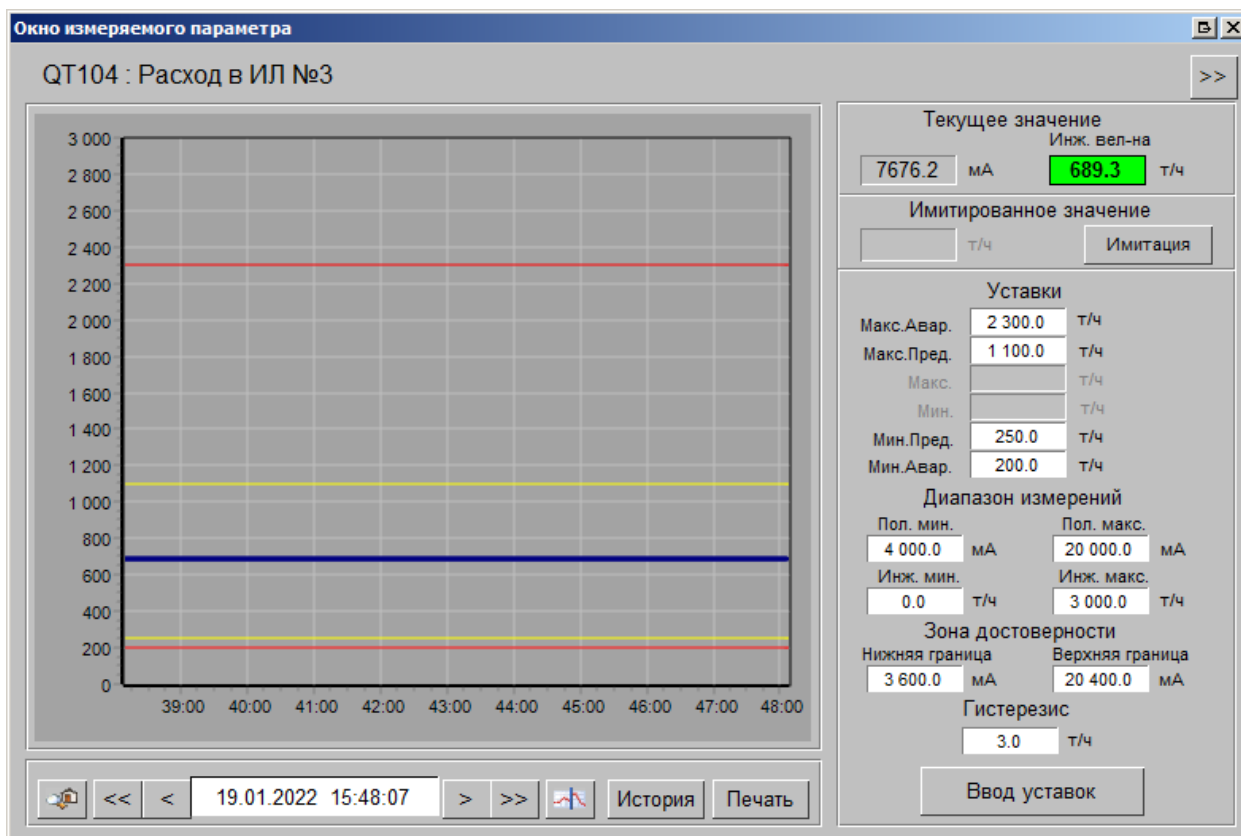 Окно измеряемого параметра
QT104 : Расход в ИЛ №3
>>
3 000
2 800
2 600
2 400
2 200
2 000
1 800
1 600
1 400
1 200
1 000
800
600
400
200
0
39:00 40:00 41:00 42:00 43:00 44:00 45:00 46:00 47:00 48:00
<< < 19.01.2022 15:48:07 > >> История Печать
Текущее значение
Инж. вел-на
7676.2 мА 689.3 т/ч
Имитированное значение
т/ч Имитация
Уставки
Макс.Авар. 2 300.0 т/ч
Макс.Пред. 1 100.0 т/ч
Макс. т/ч
Мин. т/ч
Мин.Пред. 250.0 т/ч
Мин.Авар. 200.0 т/ч
Диапазон измерений
Пол. мин. Пол. макс.
4 000.0 мА 20 000.0 мА
Инж. мин. Инж. макс.
0.0 т/ч 3 000.0 т/ч
Зона достоверности
Нижняя граница Верхняя граница
3 600.0 мА 20 400.0 мА
Гистерезис
3.0 т/ч
Ввод уставок